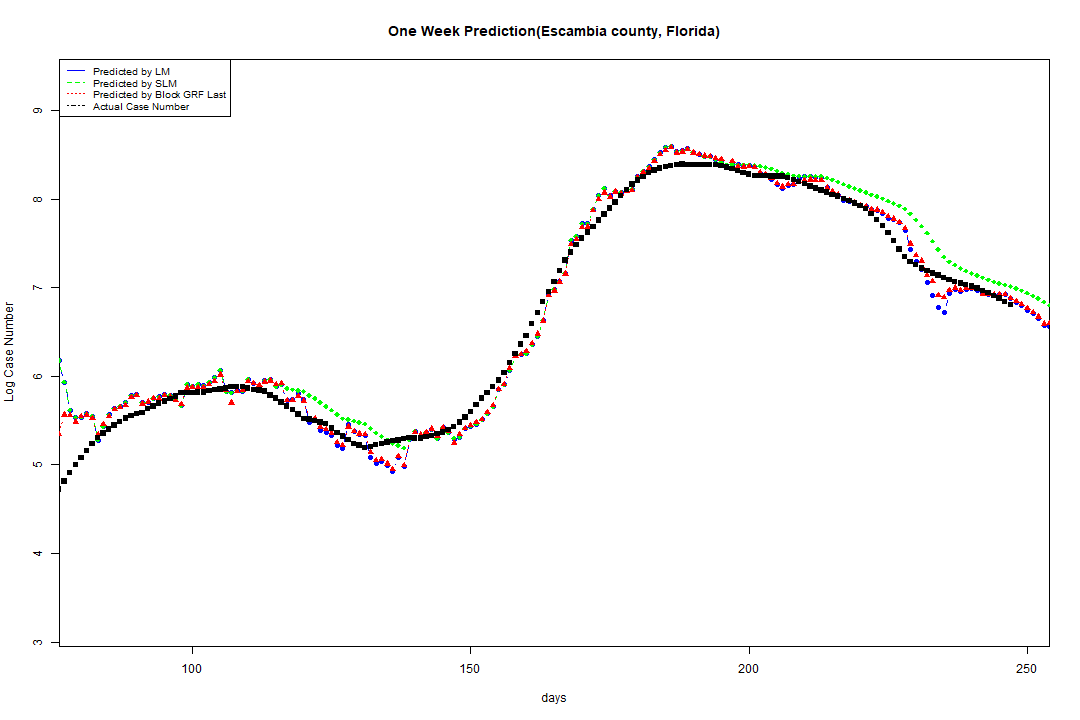 One Week Prediction(Escambia county, Florida)
Predicted by LM
Predicted by SLM
Predicted by Block GRF Last
Actual Case Number
Log Case Number
9
8
7
6
5
4
3
100 150 200 250
days